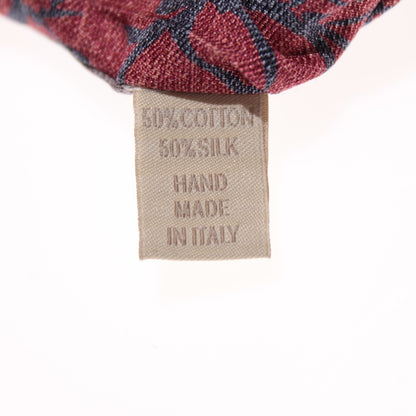 50% COTTON
50% SILK
HAND
MADE
IN ITALY